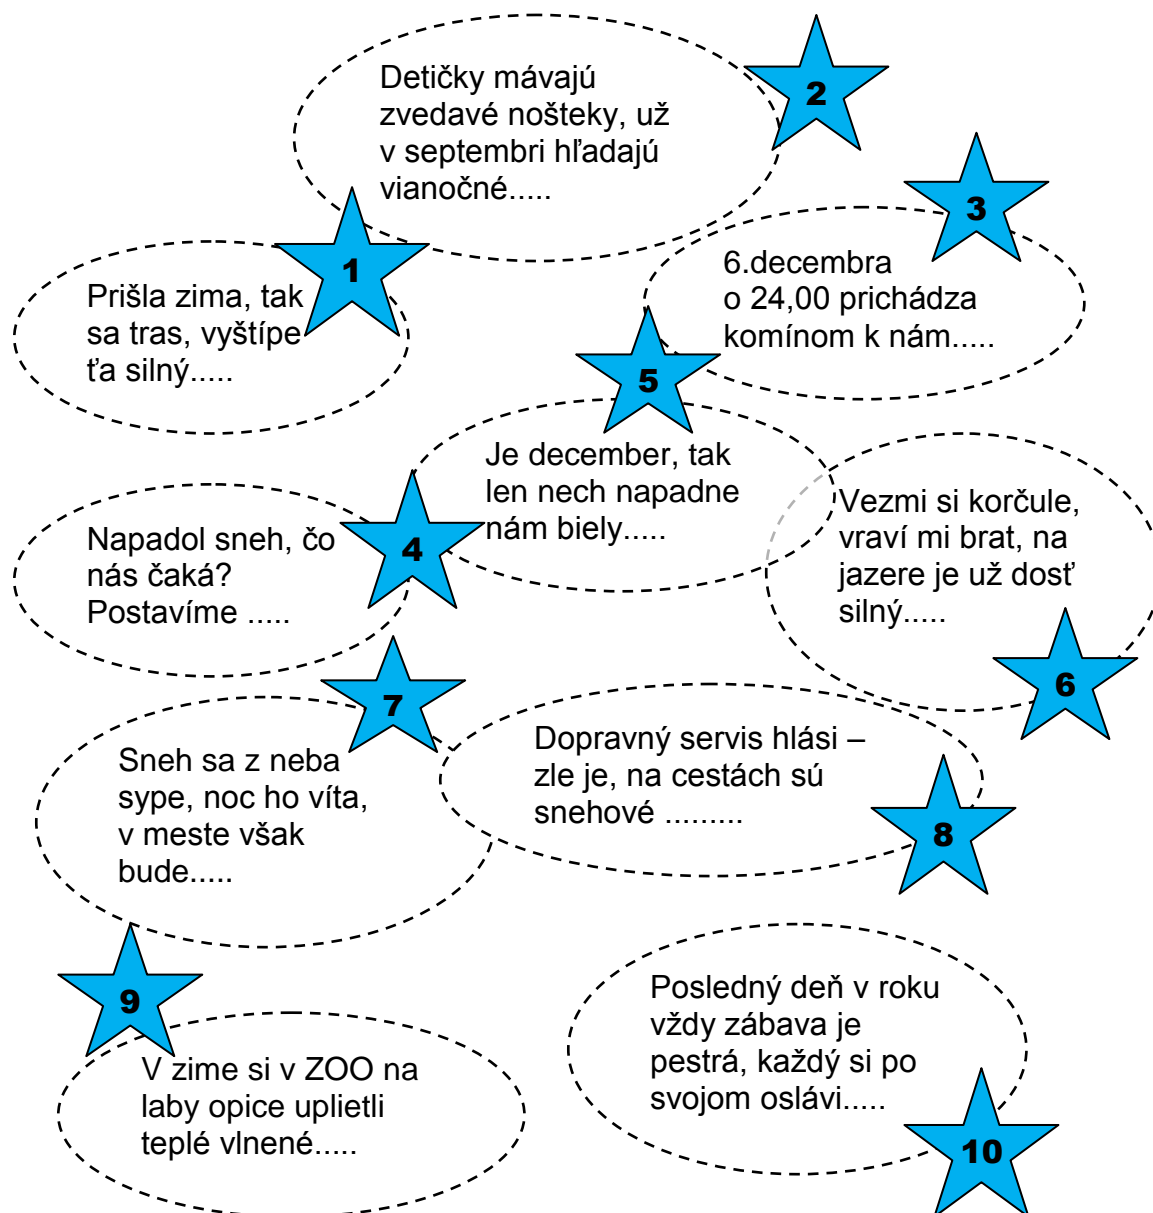 Detičky mávajú
zvedavé nošteky, už
v septembri hľadajú
vianočné.....
2
3
6.decembra
o 24,00 prichádza
komínom k nám.....
1
Prišla zima, tak
sa tras, vyštípe
ťa silný.....
5
Je december, tak
len nech napadne
nám biely.....
4
Napadol sneh, čo
nás čaká?
Postavíme .....
Vezmi si korčule,
vraví mi brat, na
jazere je už dosť
silný.....
6
7
Sneh sa z neba
sype, noc ho víta,
v meste však
bude.....
Dopravný servis hlási –
zle je, na cestách sú
snehové .........
8
9
V zime si v ZOO na
laby opice uplietli
teplé vlnené.....
Posledný deň v roku
vždy zábava je
pestrá, každý si po
svojom oslávi.....
10